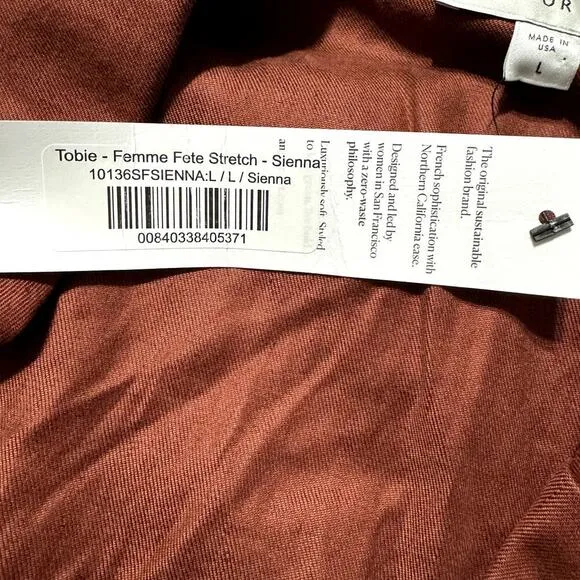 OR
MADE IN
USA
L
Tobie - Femme Fete Stretch - Sienna
10136SFSIENNA:L / L / Sienna
00840338405371
The original sustainable
fashion brand.
French sophistication with
Northern California ease.
Designed and led by
women in San Francisco
with a zero-waste
philosophy.
Luxuriously soft. Styled
to
an